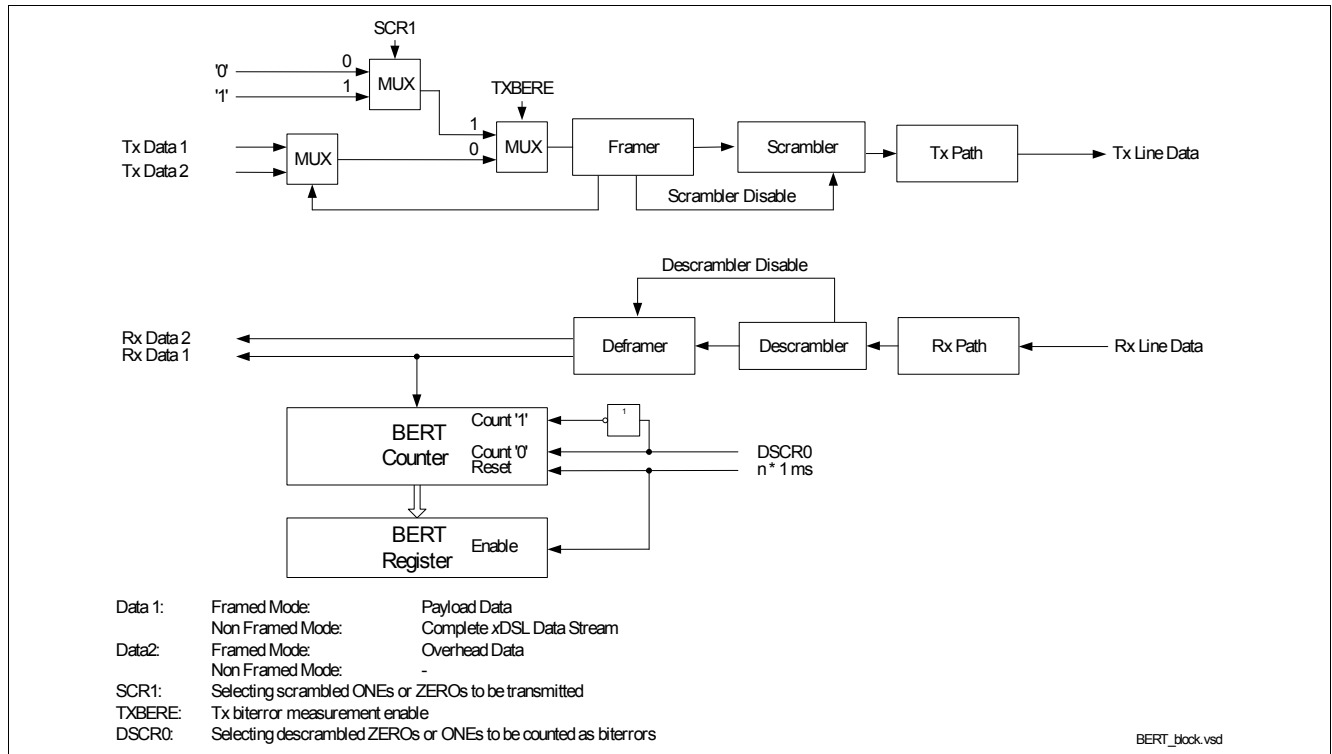 SCR1
'0'
0
'1'
1
MUX
TXBERE
1
0
MUX
Tx Data 1
Tx Data 2
MUX
Framer
Scrambler
Tx Path
Tx Line Data
Scrambler Disable
Descrambler Disable
Rx Data 2
Rx Data 1
Deframer
Descrambler
Rx Path
Rx Line Data
BERT
Counter
Count '1'
Count '0'
Reset
1
DSCR0
n * 1 ms
BERT
Register
Enable
Data 1: Framed Mode: Payload Data
Non Framed Mode: Complete xDSL Data Stream
Data2: Framed Mode: Overhead Data
Non Framed Mode: -
SCR1: Selecting scrambled ONEs or ZEROs to be transmitted
TXBERE: Tx biterror measurement enable
DSCR0: Selecting descrambled ZEROs or ONEs to be counted as biterrors
BERT_block.vsd